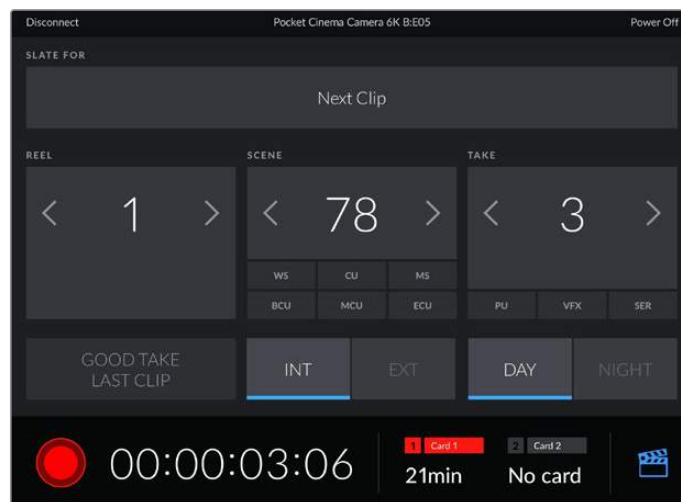 Disconnect Pocket Cinema Camera 6K B:E05 Power Off
SLATE FOR
Next Clip
REEL SCENE TAKE
1 78 3
WS CU MS
BCU MCU ECU PU VFX SER
GOOD TAKE
LAST CLIP
INT EXT DAY NIGHT
1 Card 1 2 Card 2
00:00:03:06 21min No card